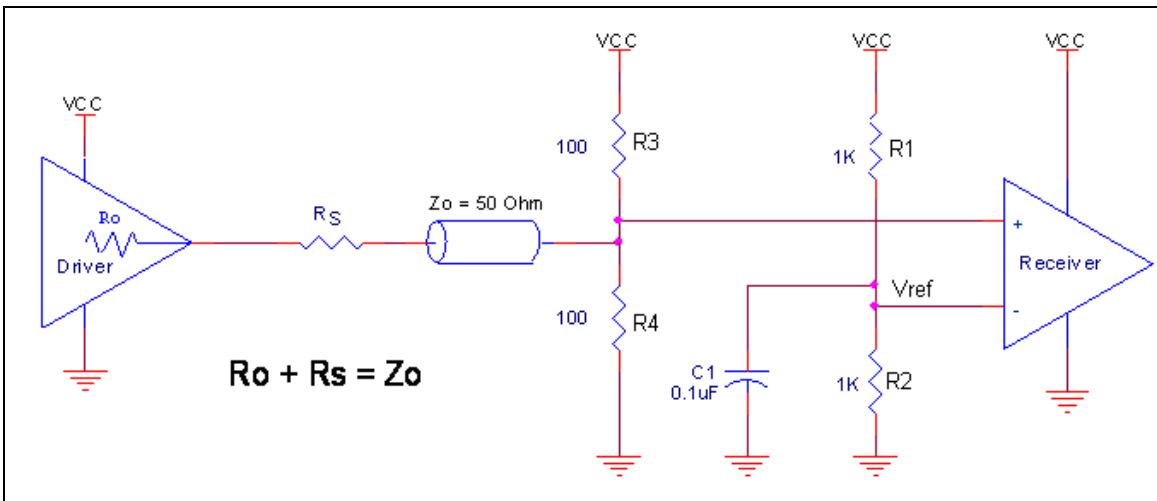 VCC
VCC
VCC
VCC
Ro
Driver
RS
Zo = 50 Ohm
100
R3
100
R4
1K
R1
Vref
1K
R2
C1
0.1uF
+
-
Receiver
Ro + Rs = Zo